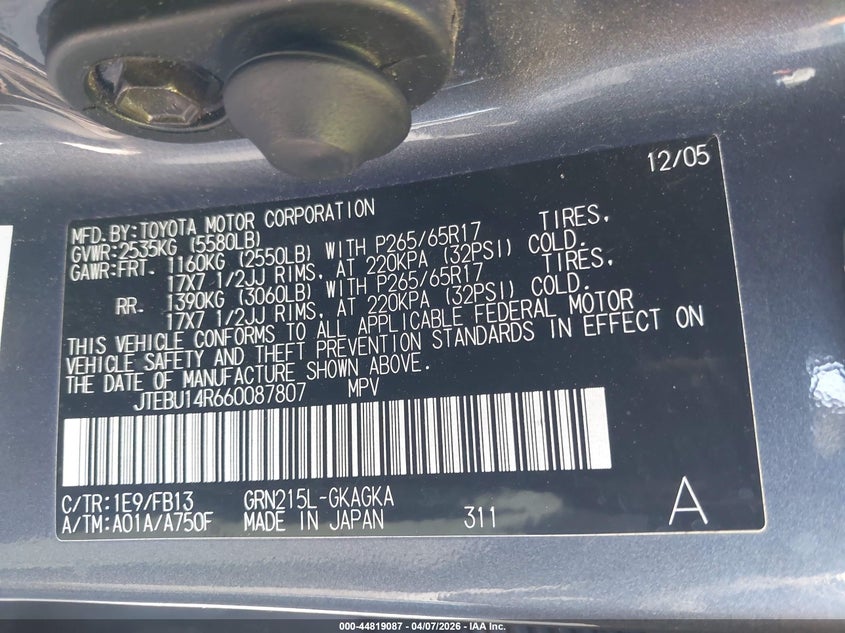 12/05
MFD. BY:TOYOTA MOTOR CORPORATION
GVWR:2535KG (5580LB)
GAWR:FRT. 1160KG (2550LB) WITH P265/65R17 TIRES,
17X7 1/2JJ RIMS, AT 220KPA (32PSI) COLD.
RR. 1390KG (3060LB) WITH P265/65R17 TIRES,
17X7 1/2JJ RIMS, AT 220KPA (32PSI) COLD.
THIS VEHICLE CONFORMS TO ALL APPLICABLE FEDERAL MOTOR
VEHICLE SAFETY AND THEFT PREVENTION STANDARDS IN EFFECT ON
THE DATE OF MANUFACTURE SHOWN ABOVE.
JTEBU14R660087807 MPV
C/TR:1E9/FB13 GRN215L-GKAGKA
A/TM:A01A/A750F MADE IN JAPAN 311 A
000-44819087 - 04/07/2026 - IAA Inc.